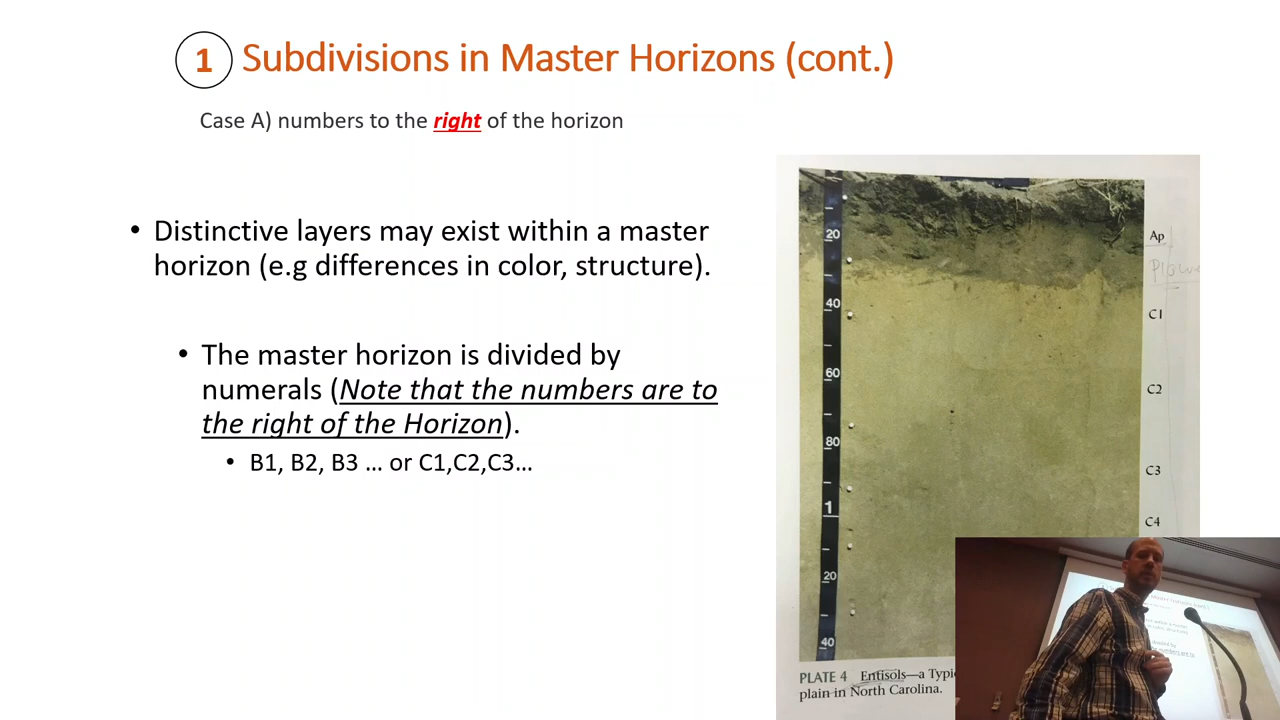 1 Subdivisions in Master Horizons (cont.)
Case A) numbers to the right of the horizon
• Distinctive layers may exist within a master
horizon (e.g differences in color, structure).
• The master horizon is divided by
numerals (Note that the numbers are to
the right of the Horizon).
• B1, B2, B3 … or C1,C2,C3…
20
40
60
80
1
20
40
Ap
C1
C2
C3
C4
PLATE 4 Entisols—a Typi
plain in North Carolina.